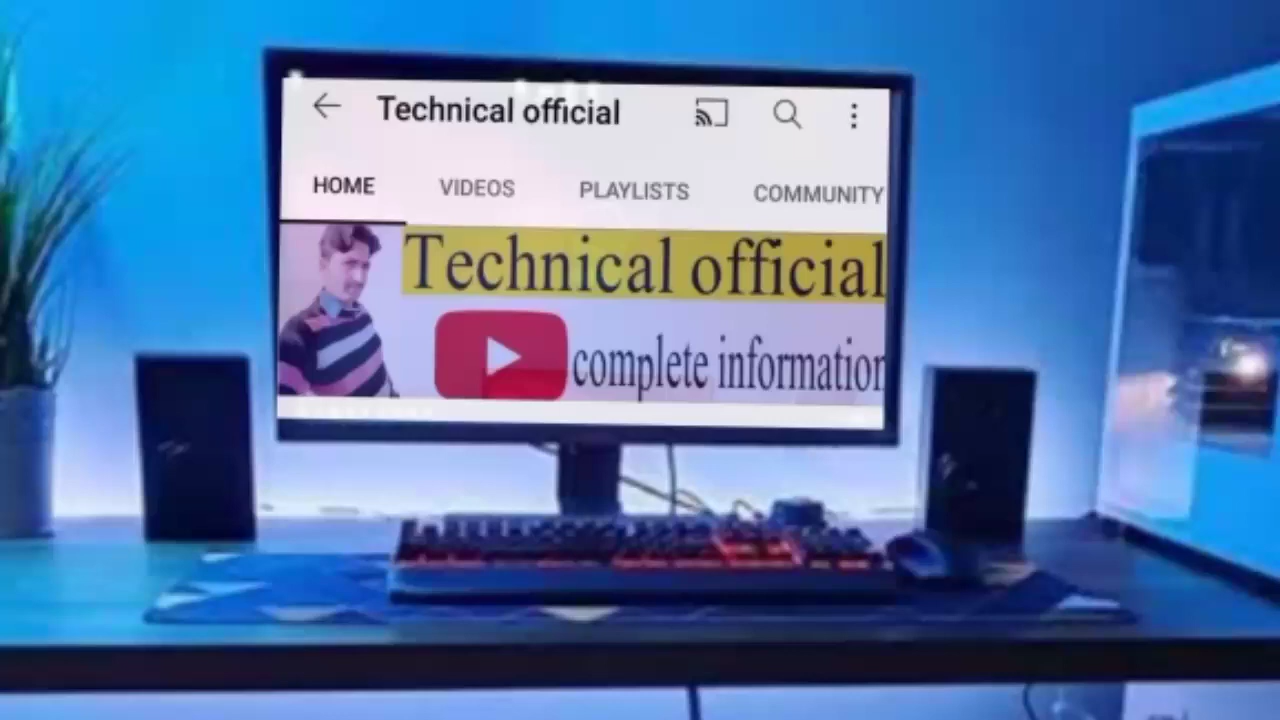 Technical official
HOME VIDEOS PLAYLISTS COMMUNITY
Technical official
complete information